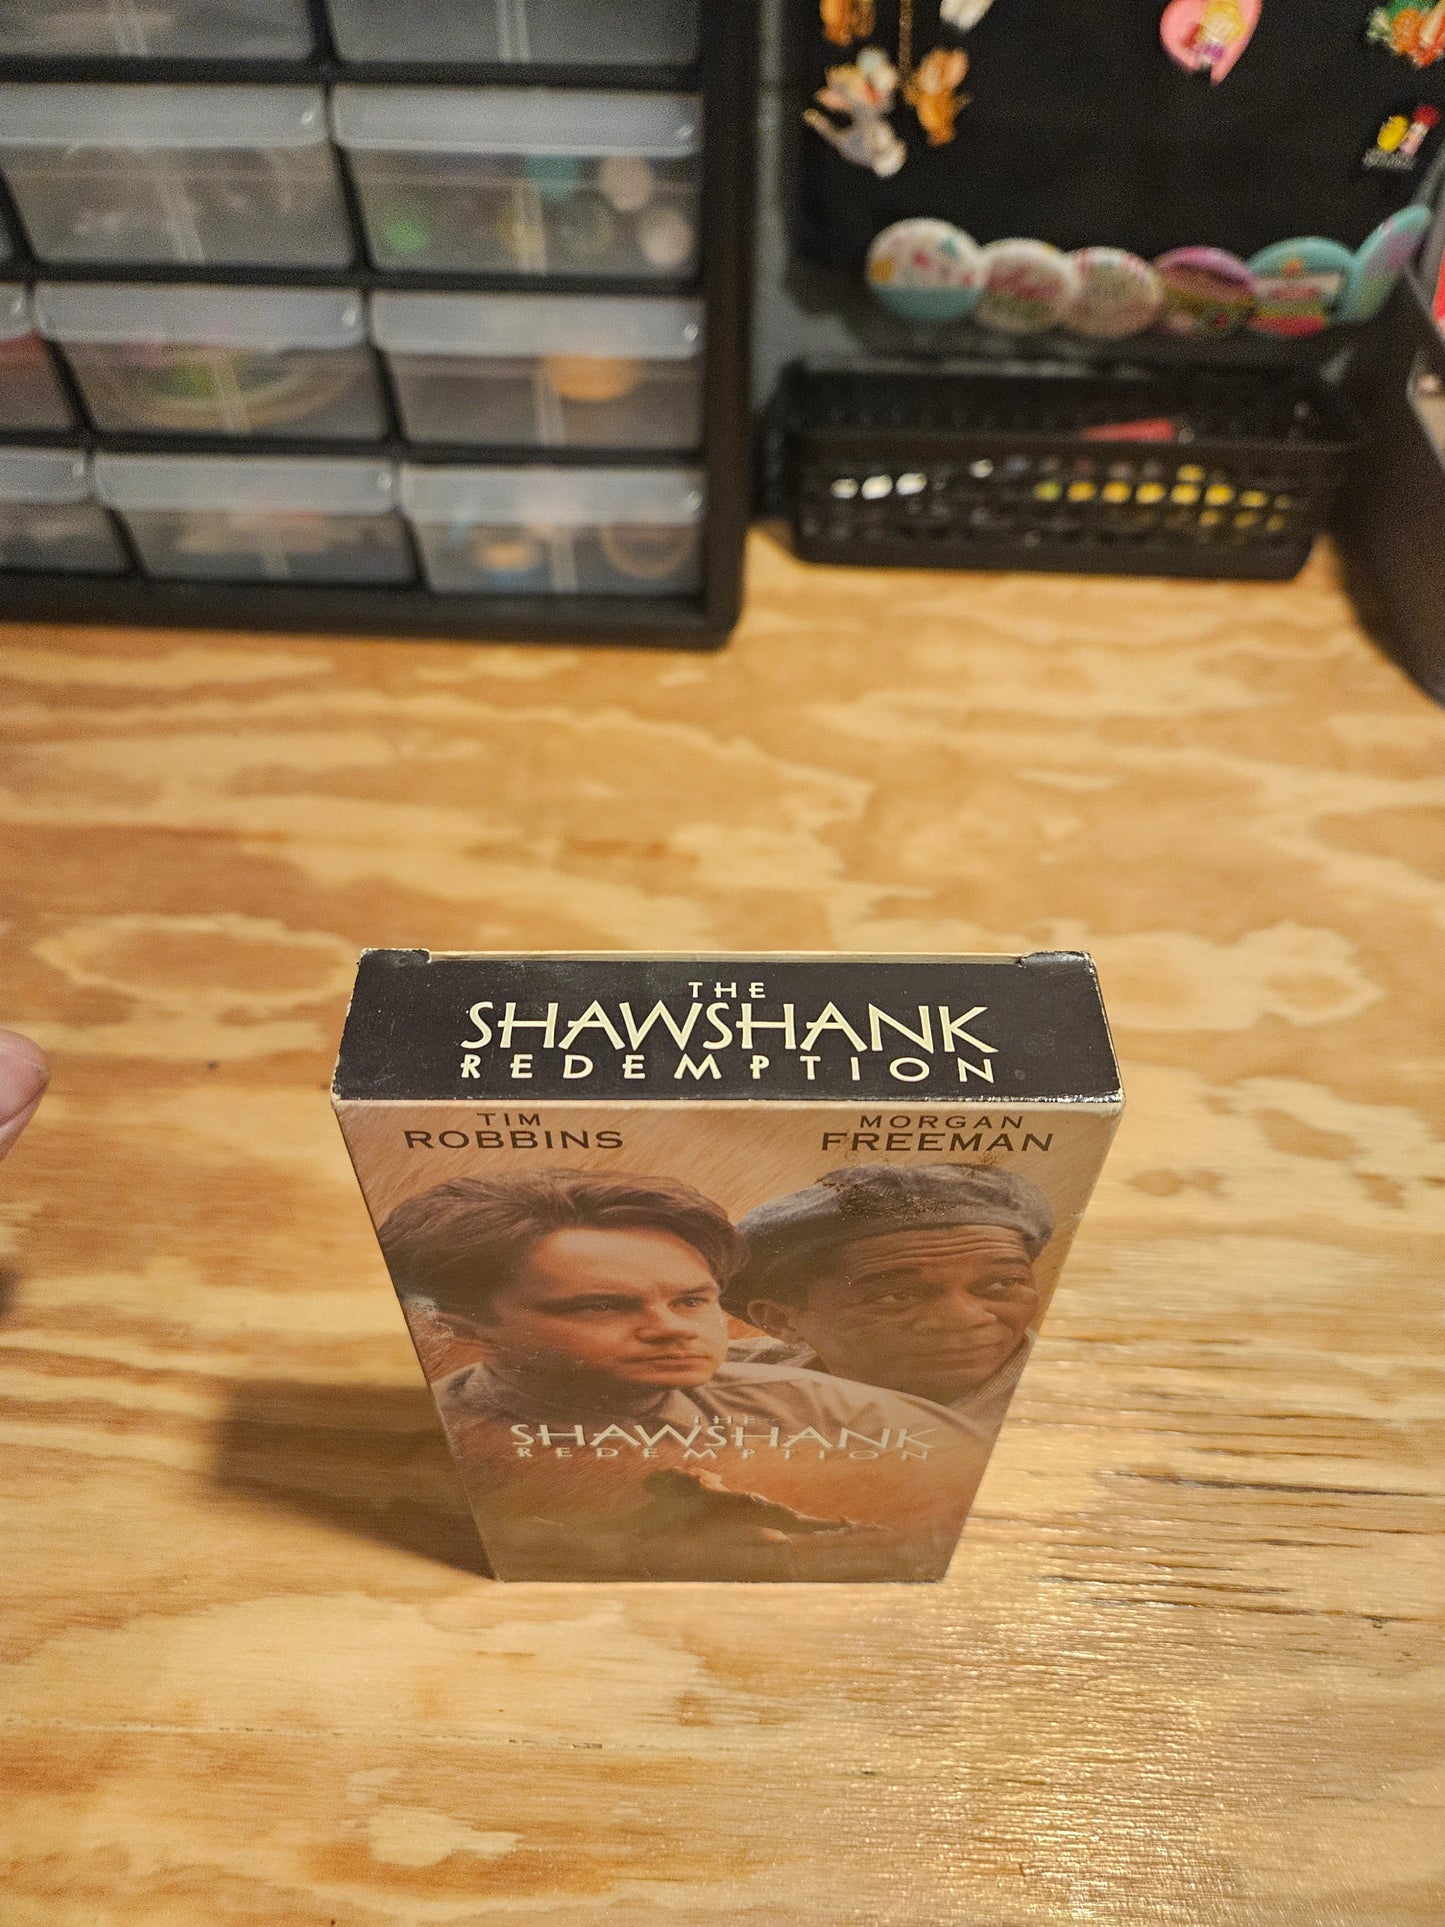 THE
SHAWSHANK
REDEMPTION
TIM
ROBBINS
MORGAN
FREEMAN
THE
SHAWSHANK
REDEMPTION